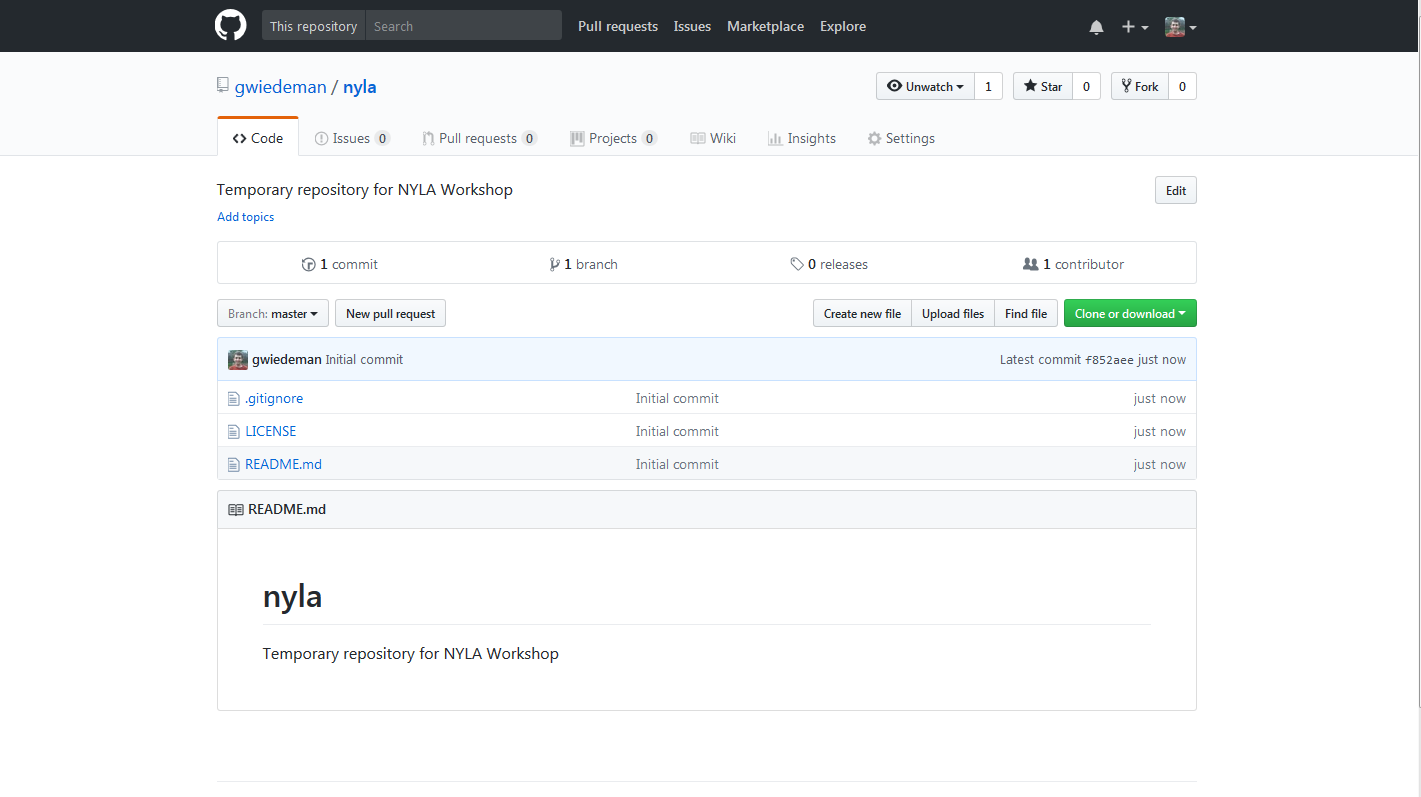 This repository Search Pull requests Issues Marketplace Explore
gwiedeman / nyla Unwatch 1 Star 0 Fork 0
Code Issues 0 Pull requests 0 Projects 0 Wiki Insights Settings
Temporary repository for NYLA Workshop Edit
Add topics
1 commit 1 branch 0 releases 1 contributor
Branch: master New pull request Create new file Upload files Find file Clone or download
gwiedeman Initial commit Latest commit f852aee just now
.gitignore Initial commit just now
LICENSE Initial commit just now
README.md Initial commit just now
README.md
nyla
Temporary repository for NYLA Workshop